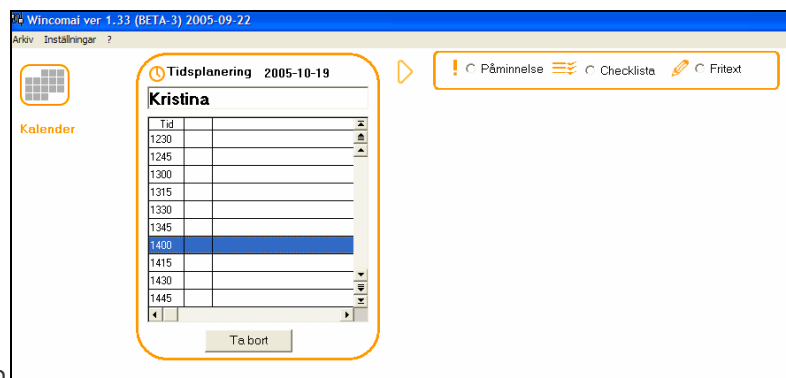 Wincomai ver 1.33 (BETA-3) 2005-09-22
Arkiv Inställningar ?
Tidsplanering 2005-10-19
Påminnelse Checklista Fritext
Kristina
Kalender
Tid
1230
1245
1300
1315
1330
1345
1400
1415
1430
1445
Ta bort